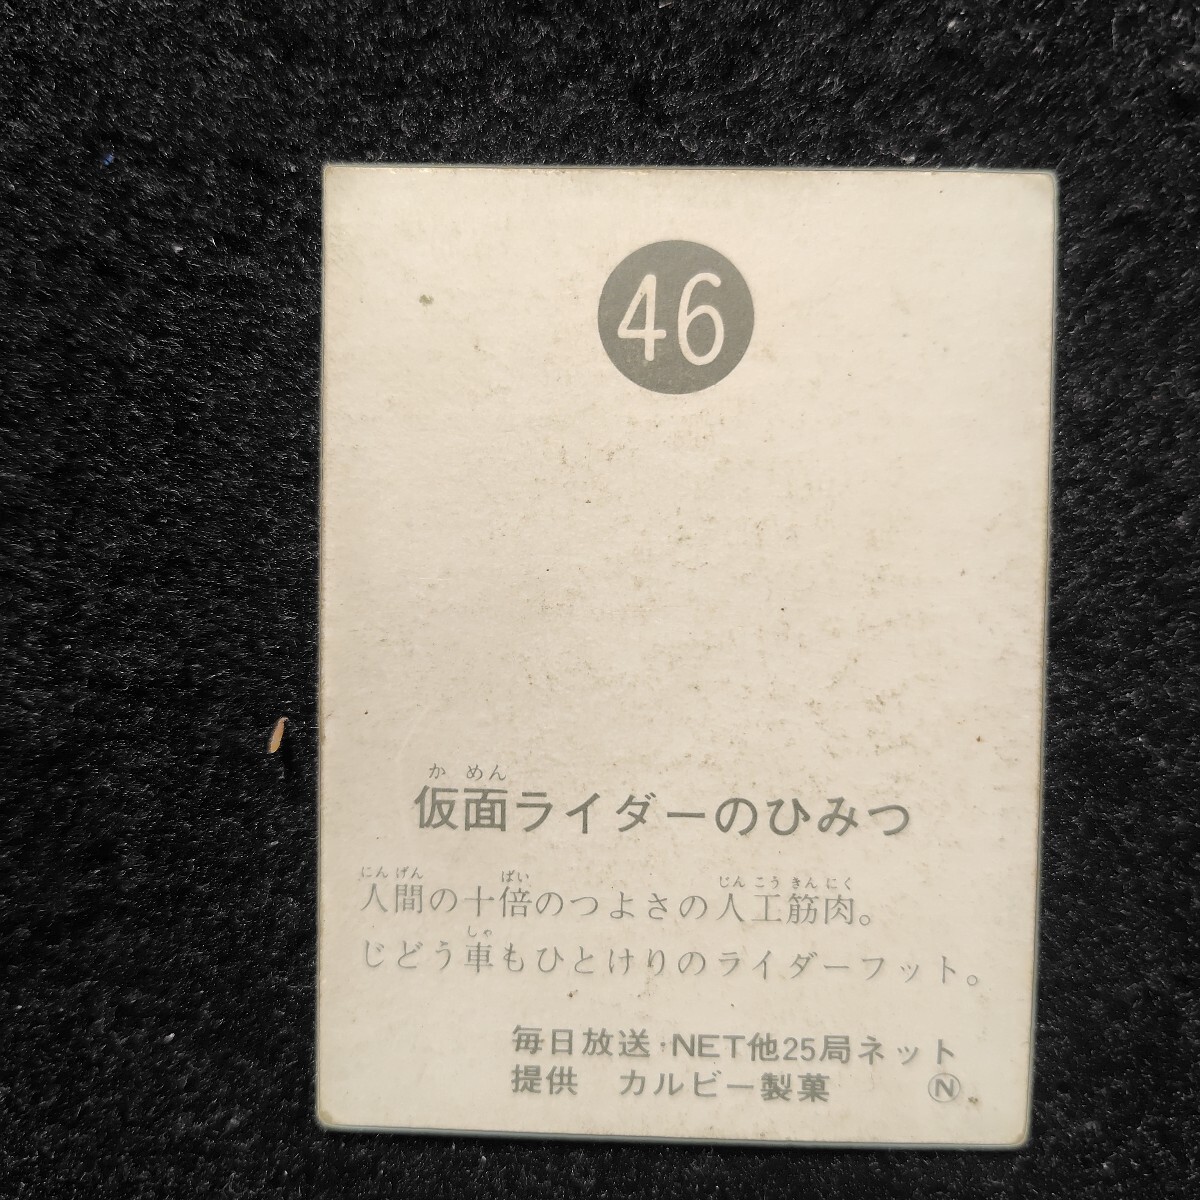 46
か めん
仮面ライダーのひみつ
にん げん ばい じん こう きん にく
人間の十倍のつよさの人工筋肉。
しゃ
じどう車もひとけりのライダーフット。
毎日放送・NET他25局ネット
提供 カルビー製菓 Ⓝ